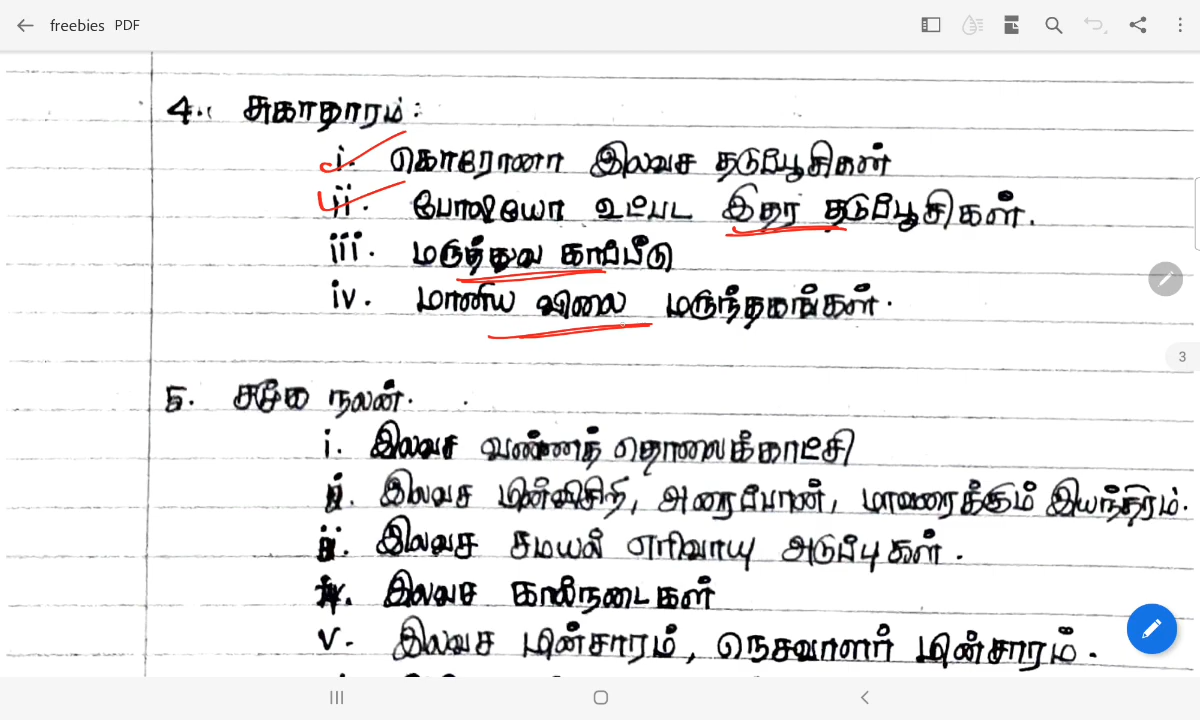 freebies PDF
4. சுகாதாரம்:
i. கொரோனா இலவச தடுப்பூசிகள்
ii. போலியோ உட்பட இதர தடுப்பூசிகள்.
iii. மருத்துவ காப்பீடு
iv. மானிய விலை மருந்தகங்கள்.
3
5. சமூக நலன்.
i. இலவச வண்ணத் தொலைக்காட்சி
ii. இலவச மின்விசிறி, அரைப்பான், மாவரைக்கும் இயந்திரம்.
iii. இலவச சமயல் எரிவாயு அடுப்புகள்.
iv. இலவச கால்நடைகள்
v. இலவச மின்சாரம், நெசவாளர் மின்சாரம்.